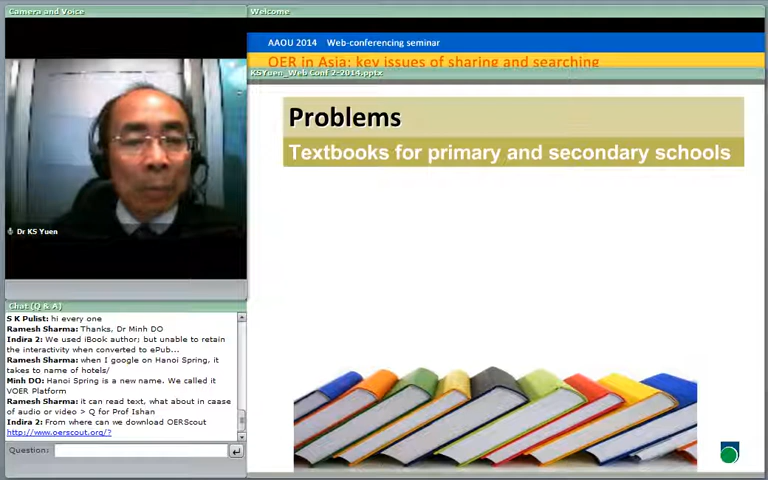 Camera and Voice
Welcome
AAOU 2014 Web-conferencing seminar
OER in Asia: key issues of sharing and searching
KSYuen_Web Conf 7-2014.pptx
Problems
Textbooks for primary and secondary schools
Dr KS Yuen
Chat (Q & A)
S K Pulist: hi every one
Ramesh Sharma: Thanks, Dr Minh DO
Indira 2: We used iBook author; but unable to retain
the interactivity when converted to ePub...
Ramesh Sharma: when I google on Hanoi Spring, it
takes to name of hotels/
Minh DO: Hanoi Spring is a new name. We called it
VOER Platform
Ramesh Sharma: it can read text, what about in caase
of audio or video > Q for Prof Ishan
Indira 2: From where can we download OERScout
http://www.oerscout.org/?
Question: